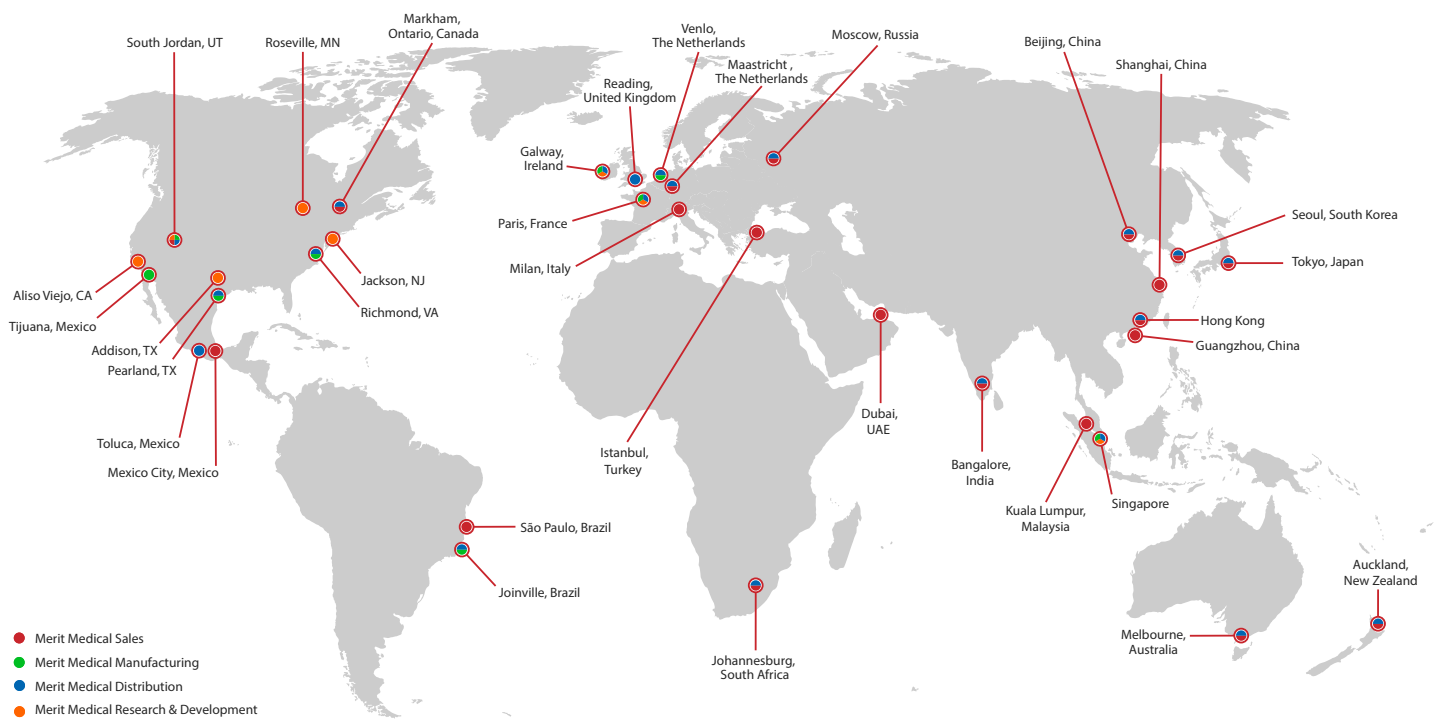 South Jordan, UT
Roseville, MN
Markham,
Ontario, Canada
Venlo,
The Netherlands
Maastricht ,
The Netherlands
Reading,
United Kingdom
Moscow, Russia
Beijing, China
Shanghai, China
Galway,
Ireland
Paris, France
Milan, Italy
Seoul, South Korea
Tokyo, Japan
Hong Kong
Guangzhou, China
Aliso Viejo, CA
Tijuana, Mexico
Addison, TX
Pearland, TX
Jackson, NJ
Richmond, VA
Toluca, Mexico
Mexico City, Mexico
Istanbul,
Turkey
Dubai,
UAE
Bangalore,
India
Kuala Lumpur,
Malaysia
Singapore
São Paulo, Brazil
Joinville, Brazil
Johannesburg,
South Africa
Melbourne,
Australia
Auckland,
New Zealand
Merit Medical Sales
Merit Medical Manufacturing
Merit Medical Distribution
Merit Medical Research & Development